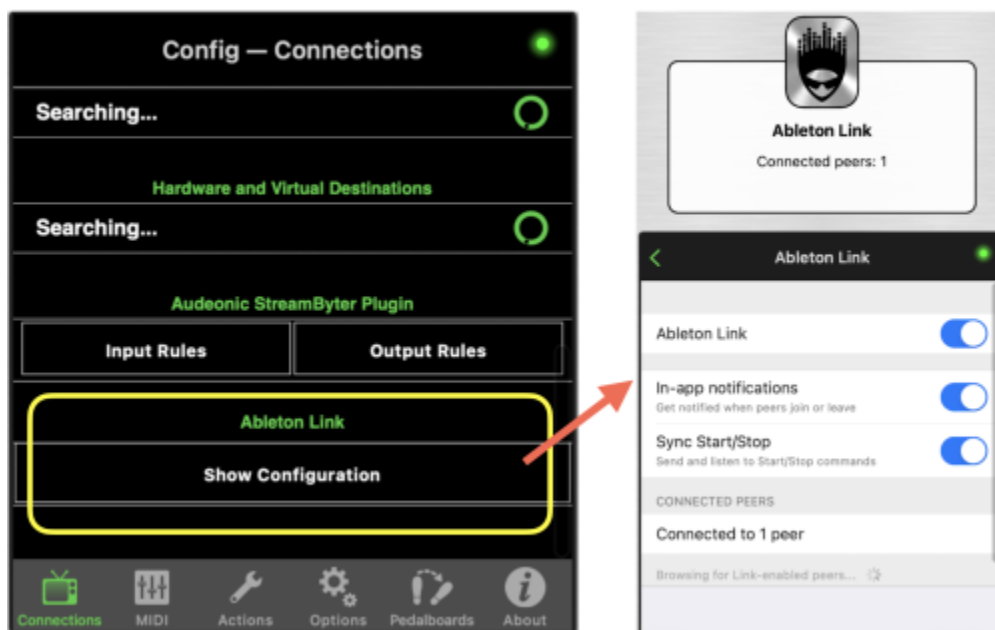 Config — Connections
Searching...
Hardware and Virtual Destinations
Searching...
Audeonic StreamByter Plugin
Input Rules
Output Rules
Ableton Link
Show Configuration
Connections
MIDI
Actions
Options
Pedalboards
About
Ableton Link
Connected peers: 1
Ableton Link
Ableton Link
In-app notifications
Get notified when peers join or leave
Sync Start/Stop
Send and listen to Start/Stop commands
CONNECTED PEERS
Connected to 1 peer
Browsing for Link-enabled peers...